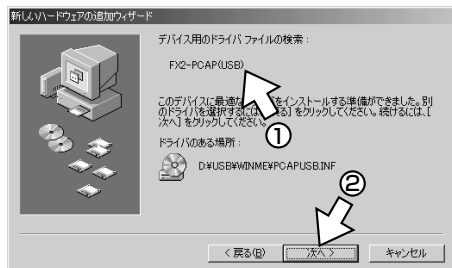 新しいハードウェアの追加ウィザード
デバイス用のドライバ ファイルの検索 :
FX2-PCAP(USB)
このデバイスに最適な
をインストールする準備ができました。別
のドライバを選択するには、
る] をクリックしてください。続けるには、[
次へ] をクリックしてください。
①
ドライバのある場所 :
D:¥USB¥WINME¥PCAPUSB.INF
②
< 戻る(B)
次へ >
キャンセル